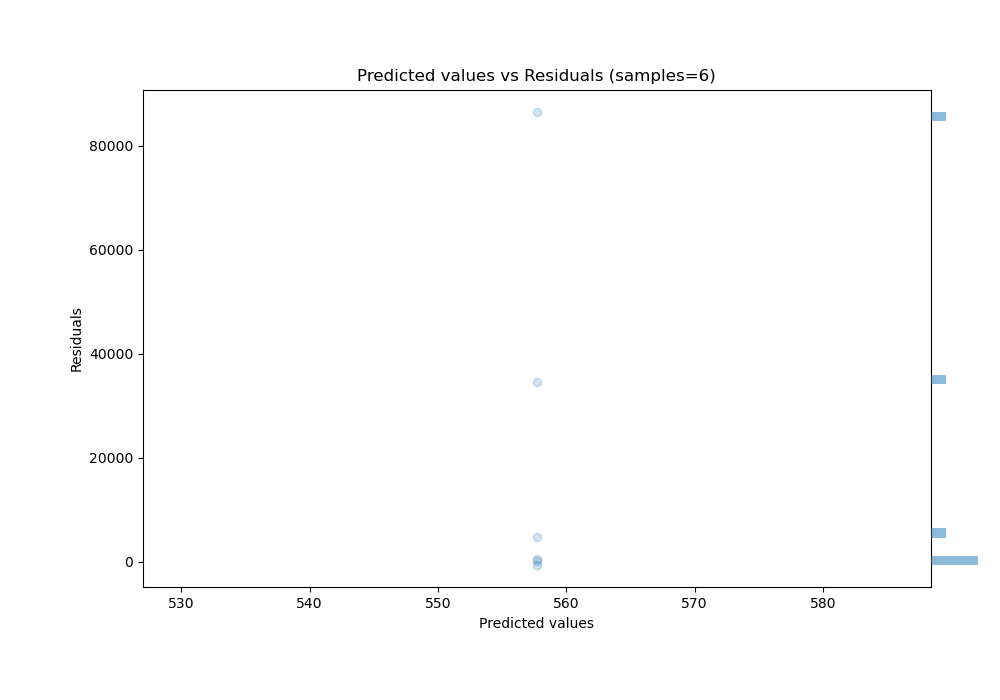 Predicted values vs Residuals (samples=6)
80000
60000
40000
20000
0
Residuals
530 540 550 560 570 580
Predicted values